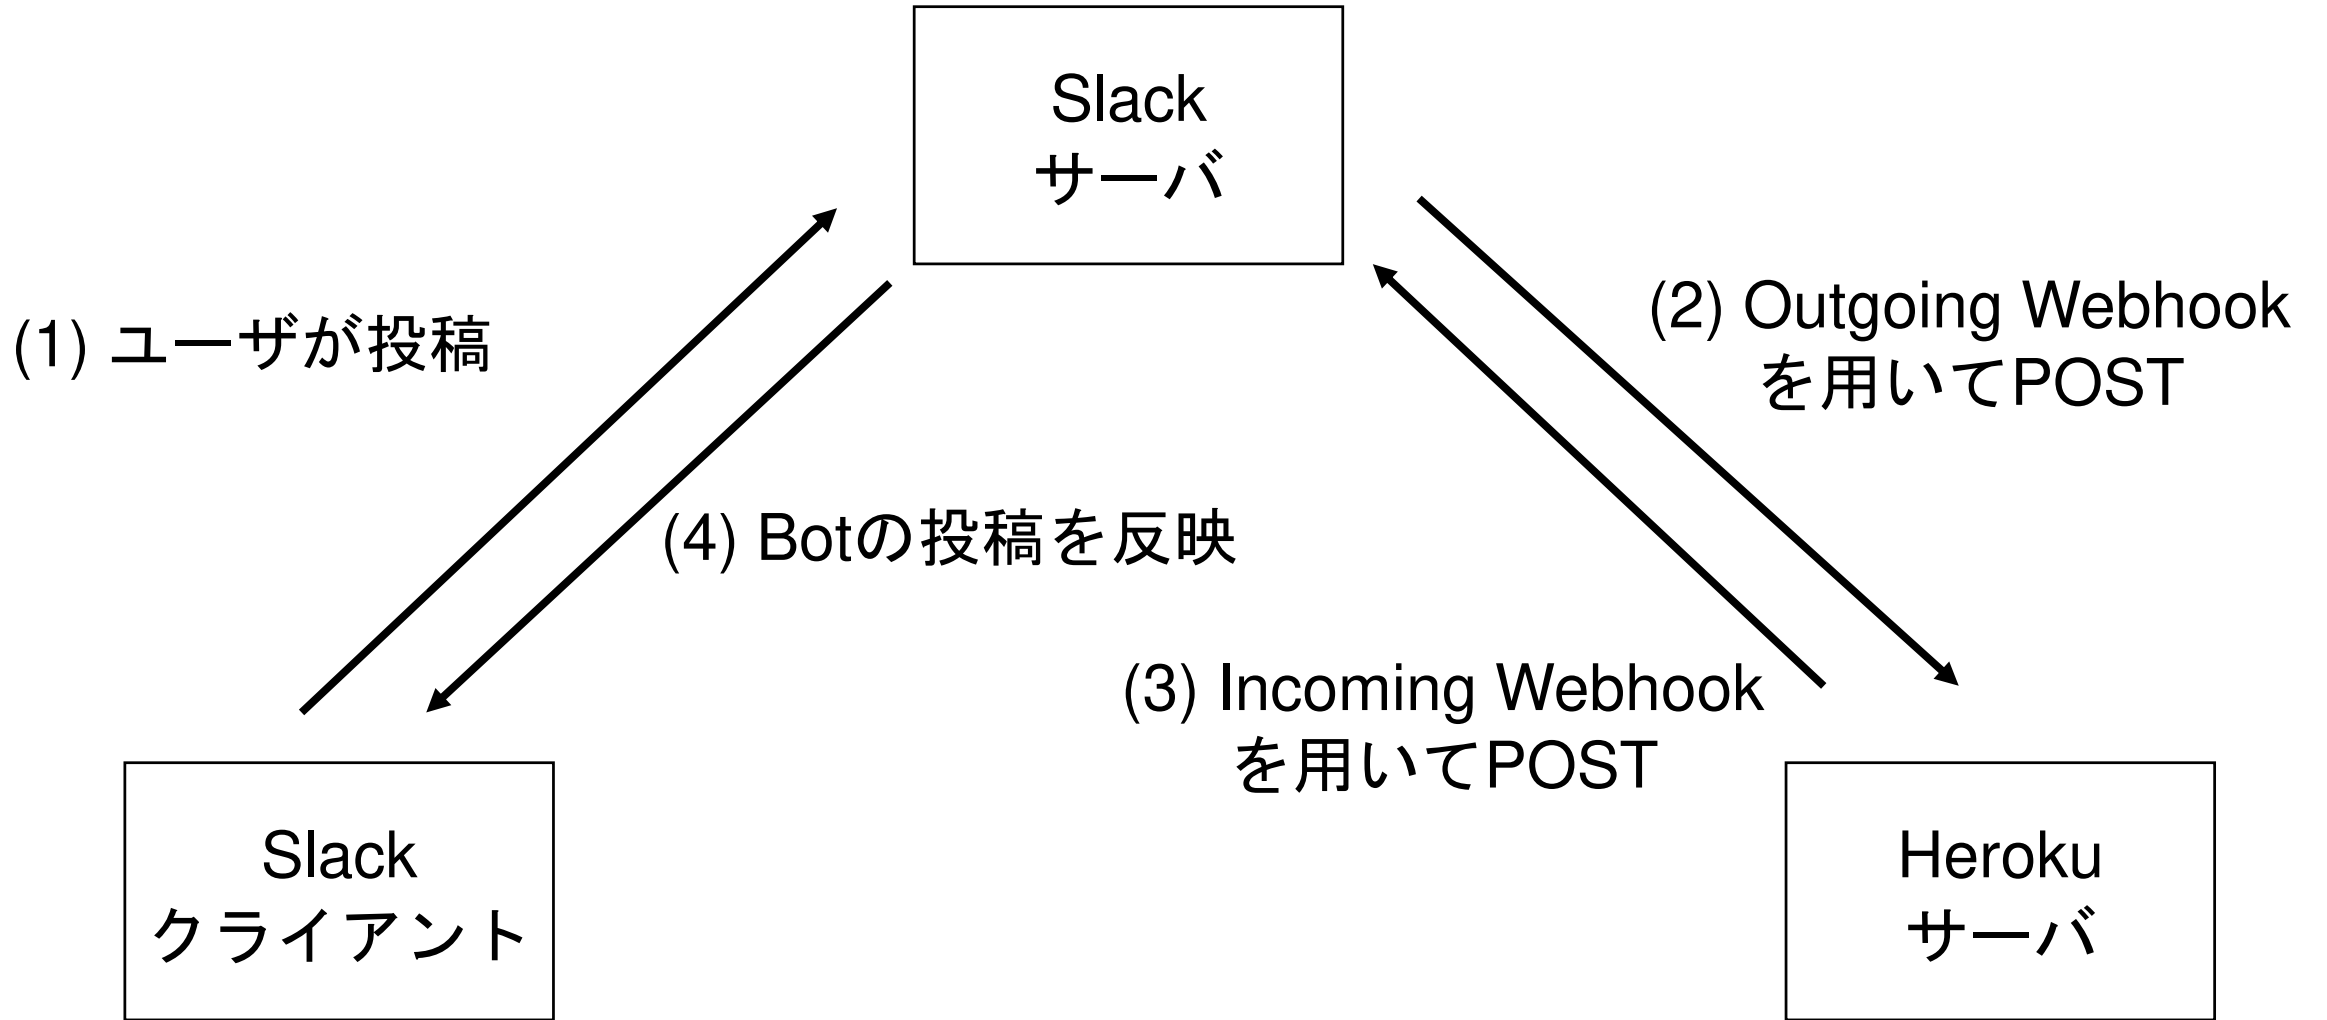 Slack
サーバ
(1) ユーザが投稿
(2) Outgoing Webhook
を用いてPOST
(4) Botの投稿を反映
(3) Incoming Webhook
を用いてPOST
Slack
クライアント
Heroku
サーバ